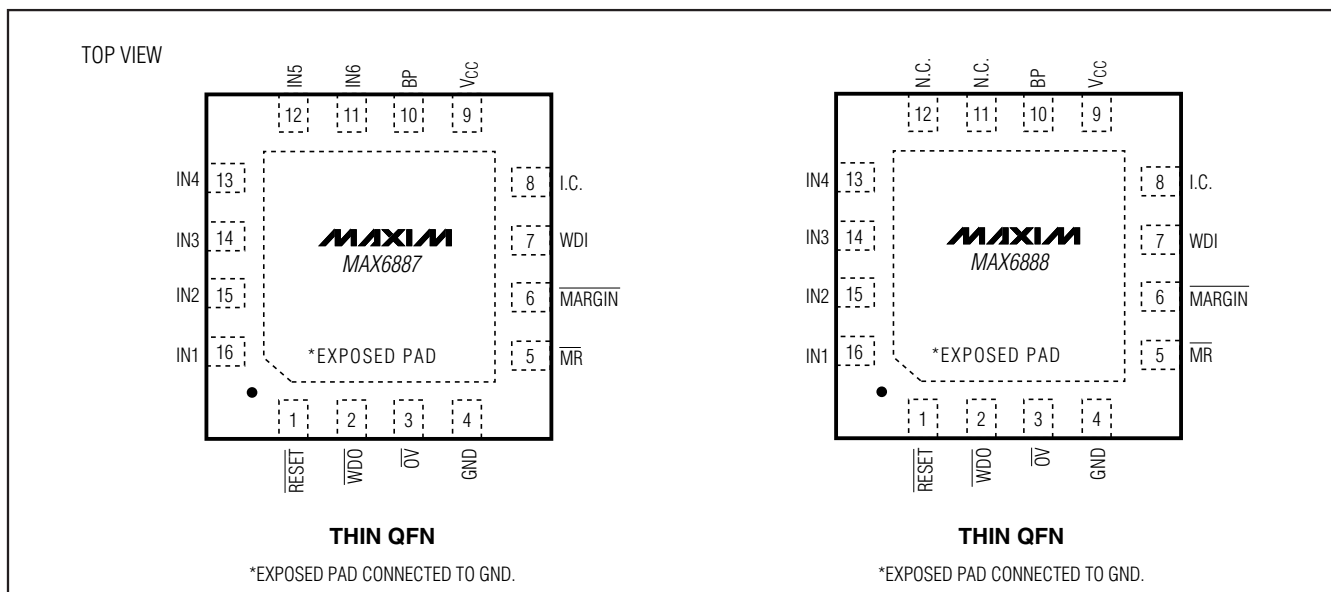 TOP VIEW
IN5 IN6 BP VCC
12 11 10 9
IN4 13
IN3 14
IN2 15
IN1 16
8 I.C.
7 WDI
6 MARGIN
5 MR
MAXIM
MAX6887
*EXPOSED PAD
1 2 3 4
RESET WDO OV GND
THIN QFN
*EXPOSED PAD CONNECTED TO GND.
N.C. N.C. BP VCC
12 11 10 9
IN4 13
IN3 14
IN2 15
IN1 16
8 I.C.
7 WDI
6 MARGIN
5 MR
MAXIM
MAX6888
*EXPOSED PAD
1 2 3 4
RESET WDO OV GND
THIN QFN
*EXPOSED PAD CONNECTED TO GND.